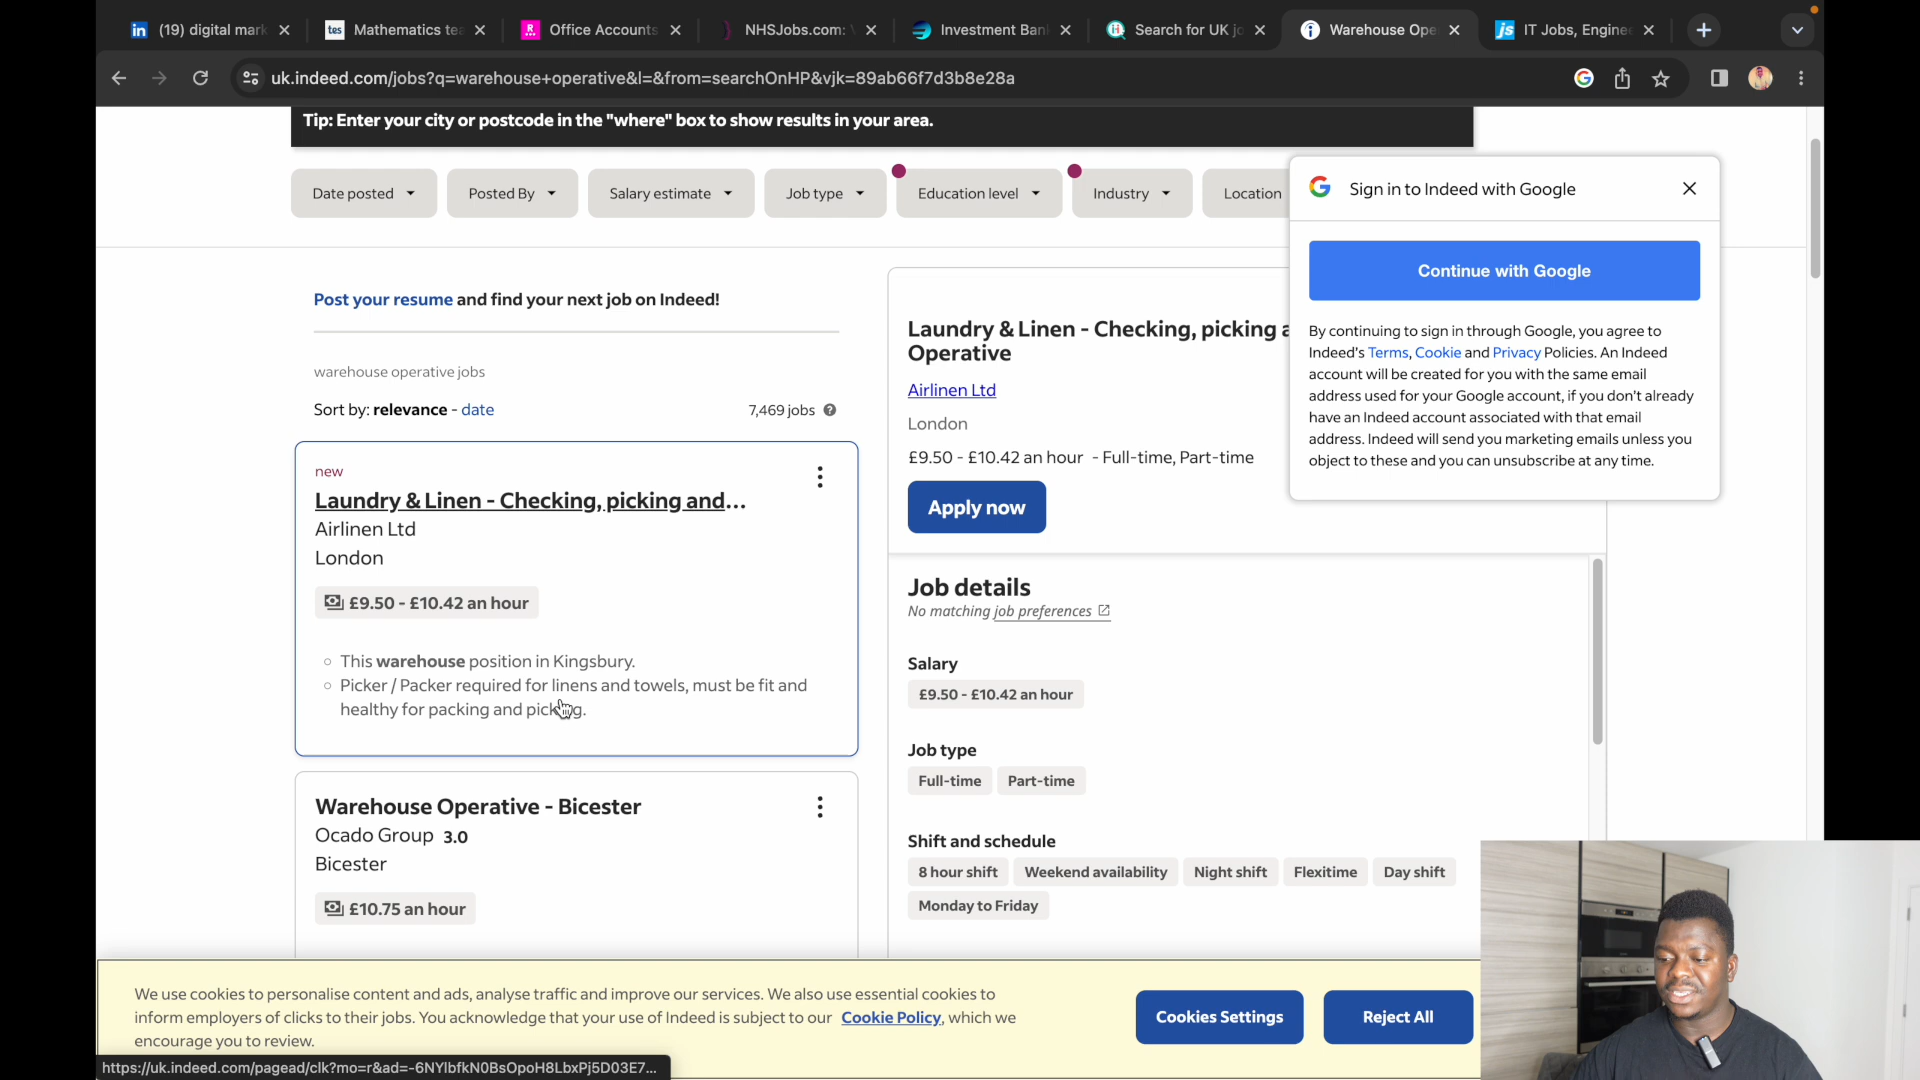 (19) digital mark
tes Mathematics tea
Office Accounts
NHSJobs.com:
Investment Ban
Search for UK jo
Warehouse Ope
js IT Jobs, Enginee
uk.indeed.com/jobs?q=warehouse+operative&l=&from=searchOnHP&vjk=89ab66f7d3b8e28a
Tip: Enter your city or postcode in the "where" box to show results in your area.
Date posted
Posted By
Salary estimate
Job type
Education level
Industry
Location
Sign in to Indeed with Google
Continue with Google
By continuing to sign in through Google, you agree to
Indeed's Terms, Cookie and Privacy Policies. An Indeed
account will be created for you with the same email
address used for your Google account, if you don't already
have an Indeed account associated with that email
address. Indeed will send you marketing emails unless you
object to these and you can unsubscribe at any time.
Post your resume and find your next job on Indeed!
warehouse operative jobs
Sort by: relevance - date
7,469 jobs
new
Laundry & Linen - Checking, picking and...
Airlinen Ltd
London
£9.50 - £10.42 an hour
This warehouse position in Kingsbury.
Picker / Packer required for linens and towels, must be fit and
healthy for packing and picking.
Warehouse Operative - Bicester
Ocado Group 3.0
Bicester
£10.75 an hour
Laundry & Linen - Checking, picking a
Operative
Airlinen Ltd
London
£9.50 - £10.42 an hour - Full-time, Part-time
Apply now
Job details
No matching job preferences
Salary
£9.50 - £10.42 an hour
Job type
Full-time
Part-time
Shift and schedule
8 hour shift
Weekend availability
Night shift
Flexitime
Day shift
Monday to Friday
We use cookies to personalise content and ads, analyse traffic and improve our services. We also use essential cookies to
inform employers of clicks to their jobs. You acknowledge that your use of Indeed is subject to our Cookie Policy, which we
encourage you to review.
Cookies Settings
Reject All
https://uk.indeed.com/pagead/clk?mo=r&ad=-6NYlbfkN0BsOpoH8LbxPj5D03E7...